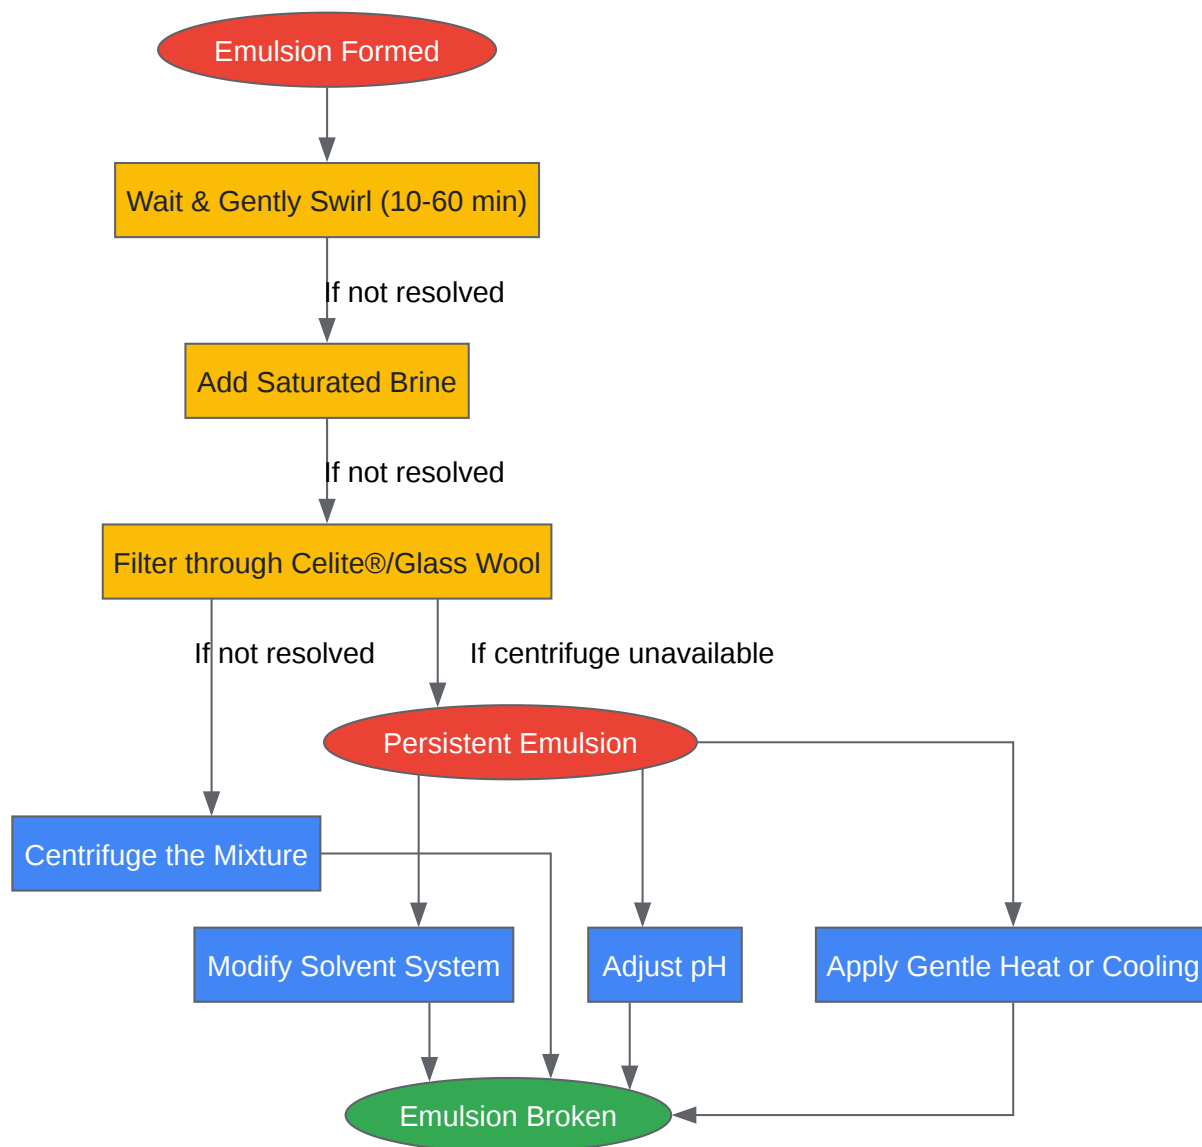 Emulsion Formed
Wait & Gently Swirl (10-60 min)
If not resolved
Add Saturated Brine
If not resolved
Filter through Celite®/Glass Wool
If not resolved
If centrifuge unavailable
Persistent Emulsion
Centrifuge the Mixture
Modify Solvent System
Adjust pH
Apply Gentle Heat or Cooling
Emulsion Broken